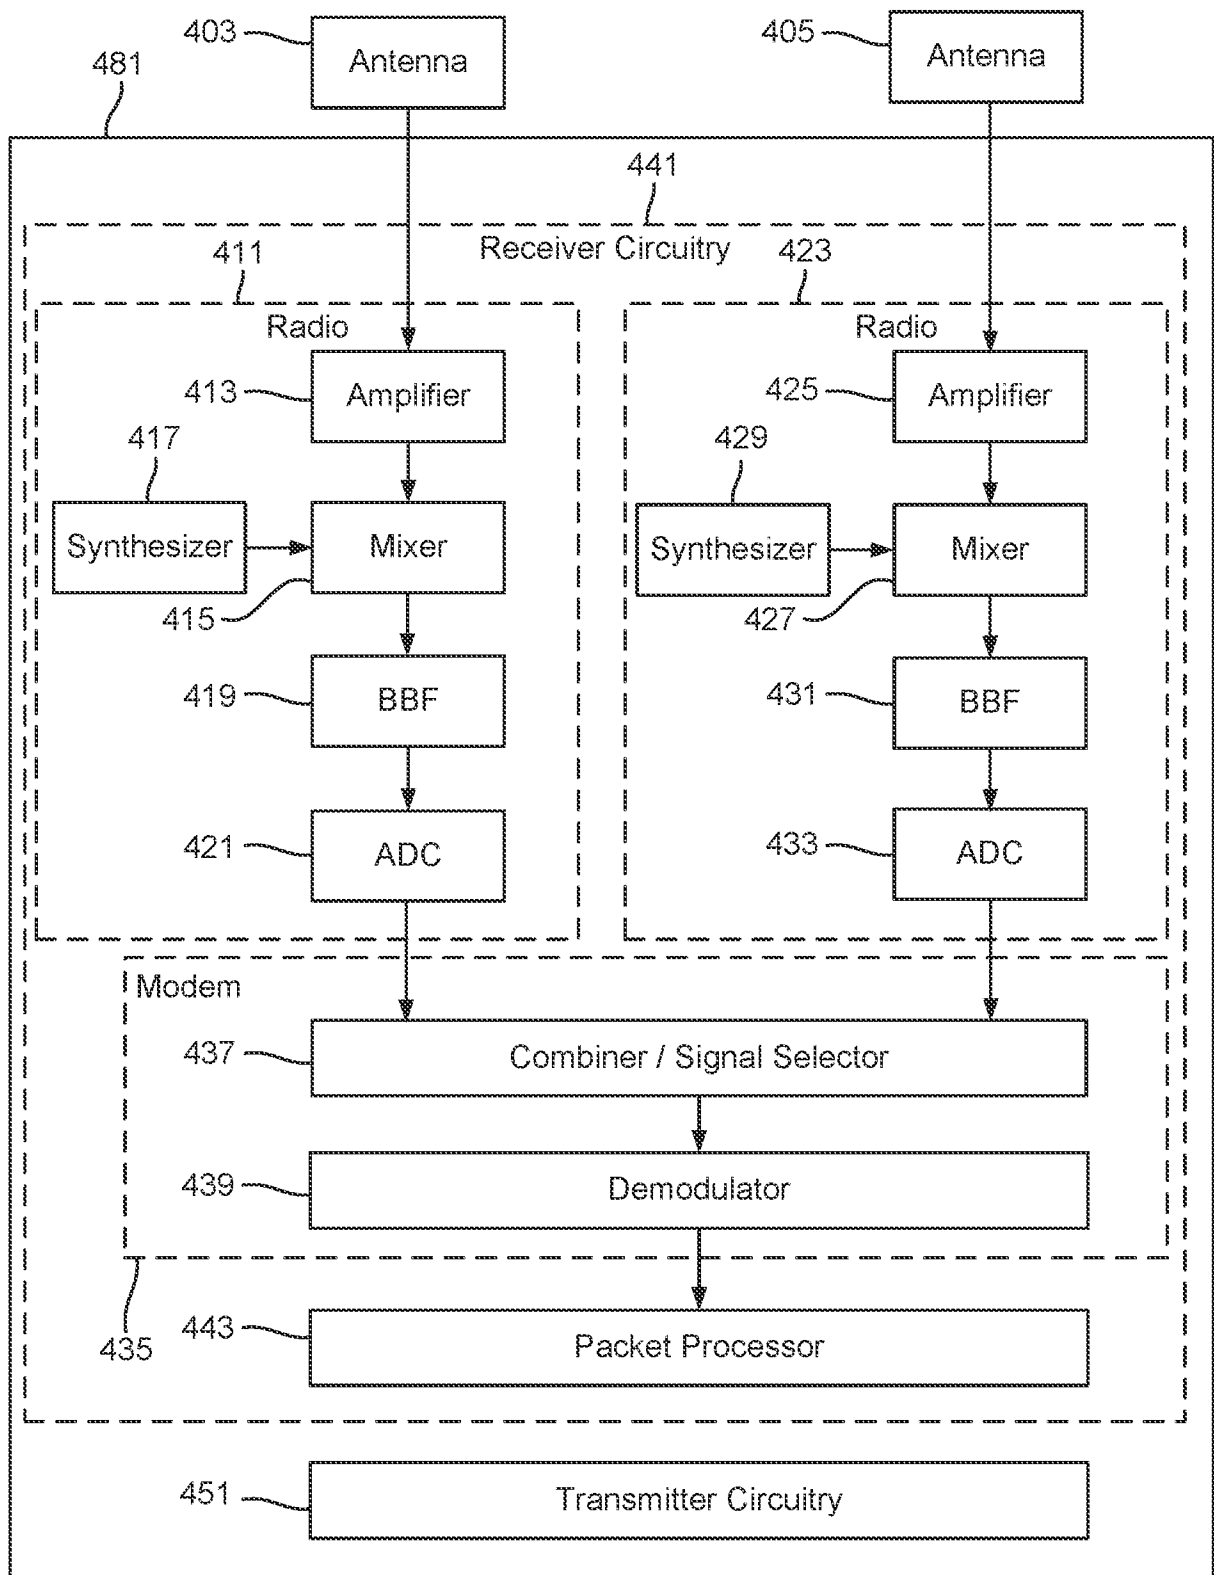 403
Antenna
405
Antenna
481
441
Receiver Circuitry
411
423
Radio
Radio
413
Amplifier
425
Amplifier
417
429
Synthesizer
Mixer
Synthesizer
Mixer
415
427
419
BBF
431
BBF
421
ADC
433
ADC
Modem
437
Combiner / Signal Selector
439
Demodulator
435
443
Packet Processor
451
Transmitter Circuitry